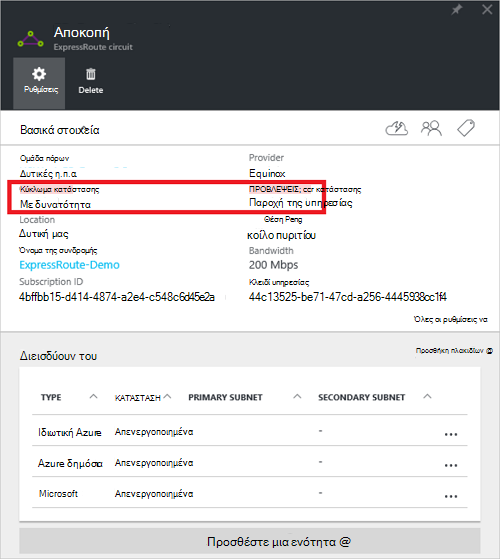 Αποκοπή
ExpressRoute circuit
Ρυθμίσεις
Delete
Βασικά στοιχεία
Ομάδα πόρων
Provider
Δυτικές η.π.α
Equinox
Κύκλωμα κατάστασης
ΠΡΟΒΛΕΨΕΙΣ; cer κατάστασης
Με δυνατότητα
Παροχή της υπηρεσίας
Location
Θέση Peng
Δυτική μας
κοίλο πυριτίου
Όνομα της συνδρομής
Bandwidth
ExpressRoute-Demo
200 Mbps
Subscription ID
Κλειδί υπηρεσίας
4bffbb15-d414-4874-a2e4-c548c6d45e2a
44c13525-be71-47cd-a256-4445938cc1f4
Όλες οι ρυθμίσεις να
Διεισδύουν του
Προσθήκη πλακιδίων @
TYPE
ΚΑΤΆΣΤΑΣΗ
PRIMARY SUBNET
SECONDARY SUBNET
Ιδιωτική Azure
Απενεργοποιημένα
-
...
Azure δημόσια
Απενεργοποιημένα
-
...
Microsoft
Απενεργοποιημένα
-
...
Προσθέστε μια ενότητα @